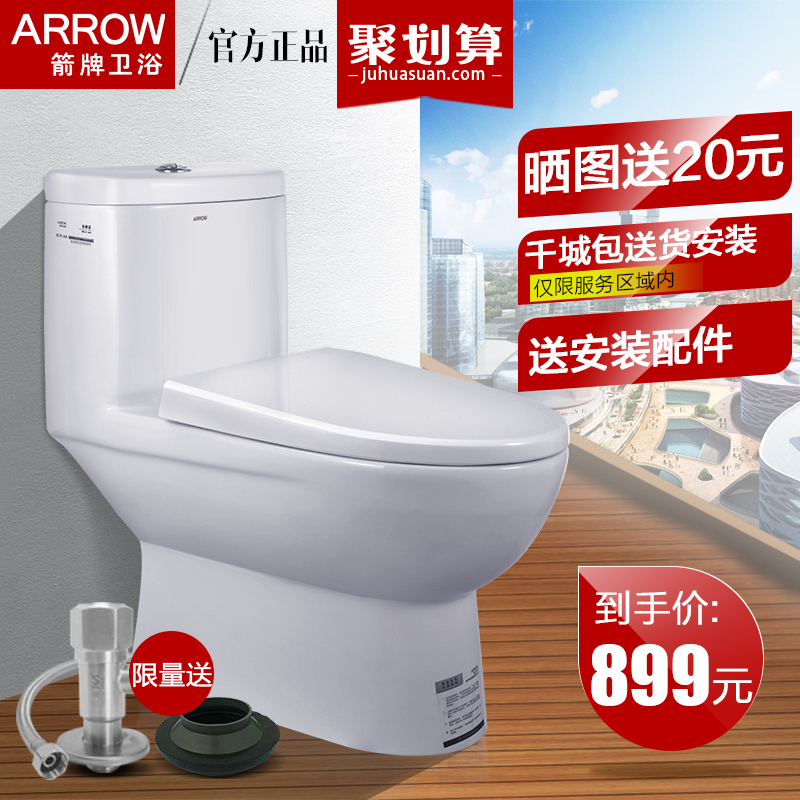 ARROW
箭牌卫浴
官方正品
聚划算
juhuasuan.com
晒图送20元
千城包送货安装
仅限服务区域内
送安装配件
ARROW
ARROW
限量送
到手价:
899元